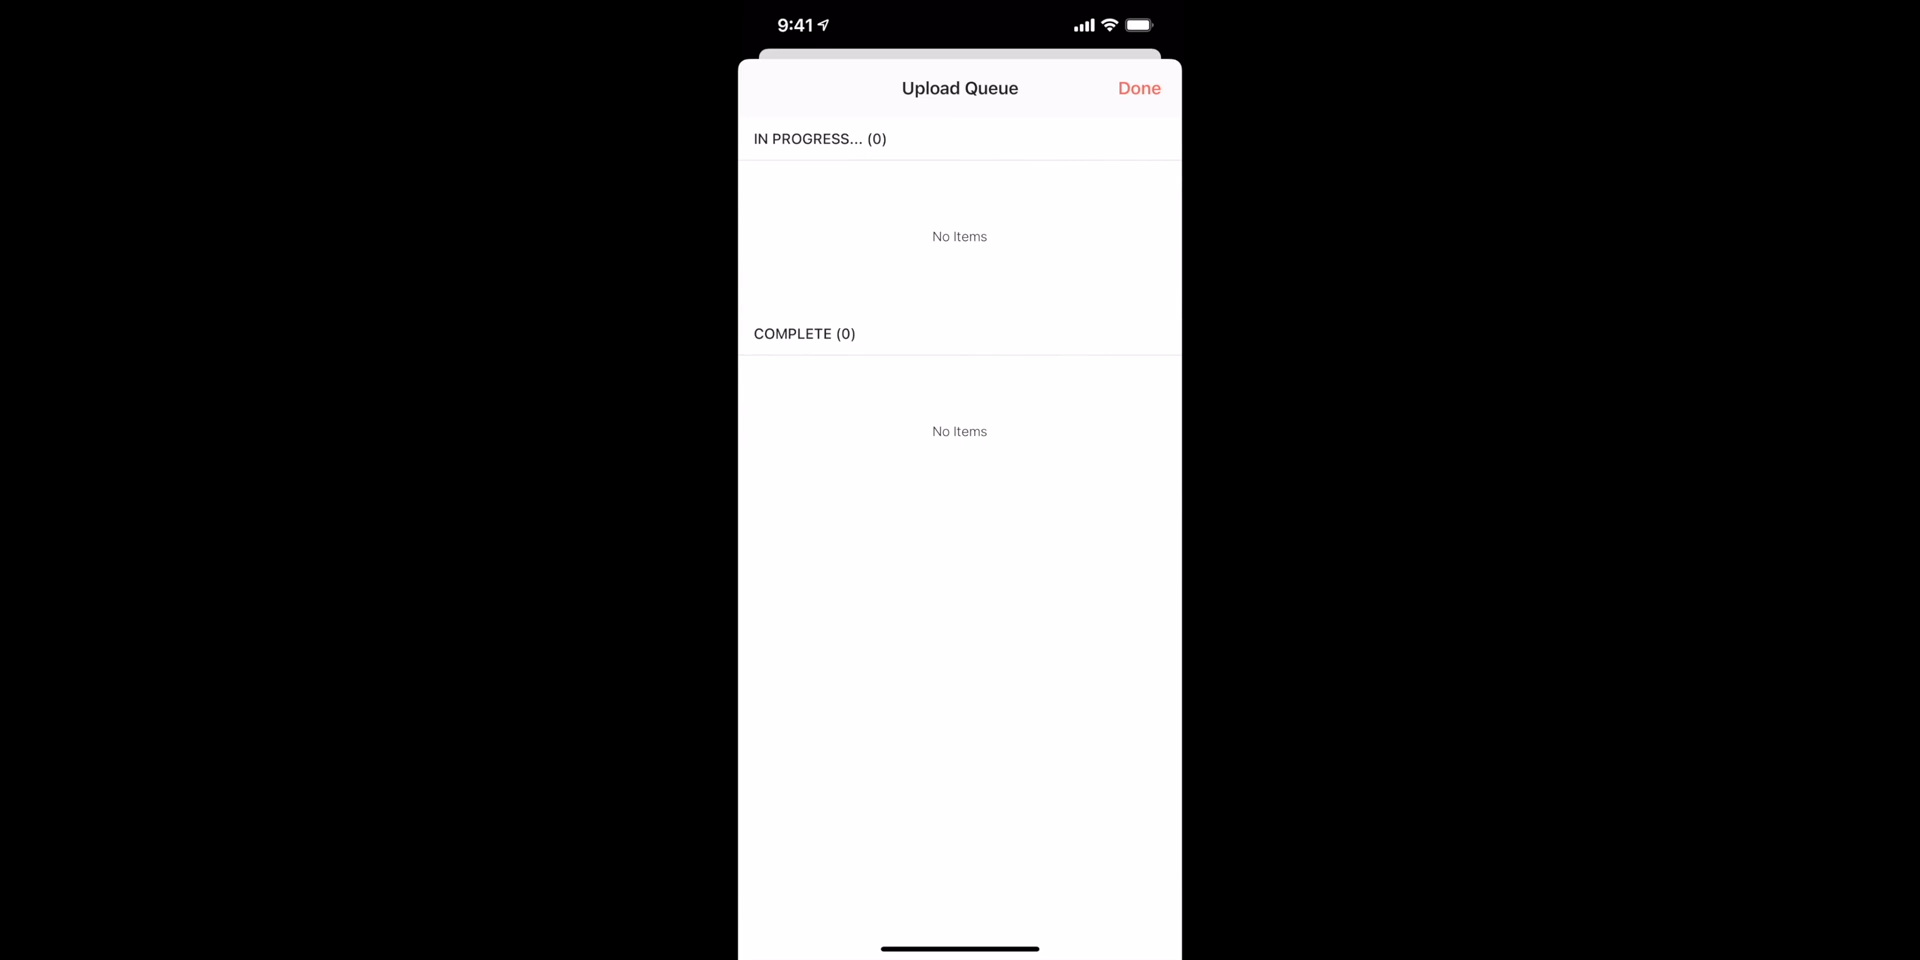 9:41
Upload Queue
Done
IN PROGRESS... (0)
No Items
COMPLETE (0)
No Items